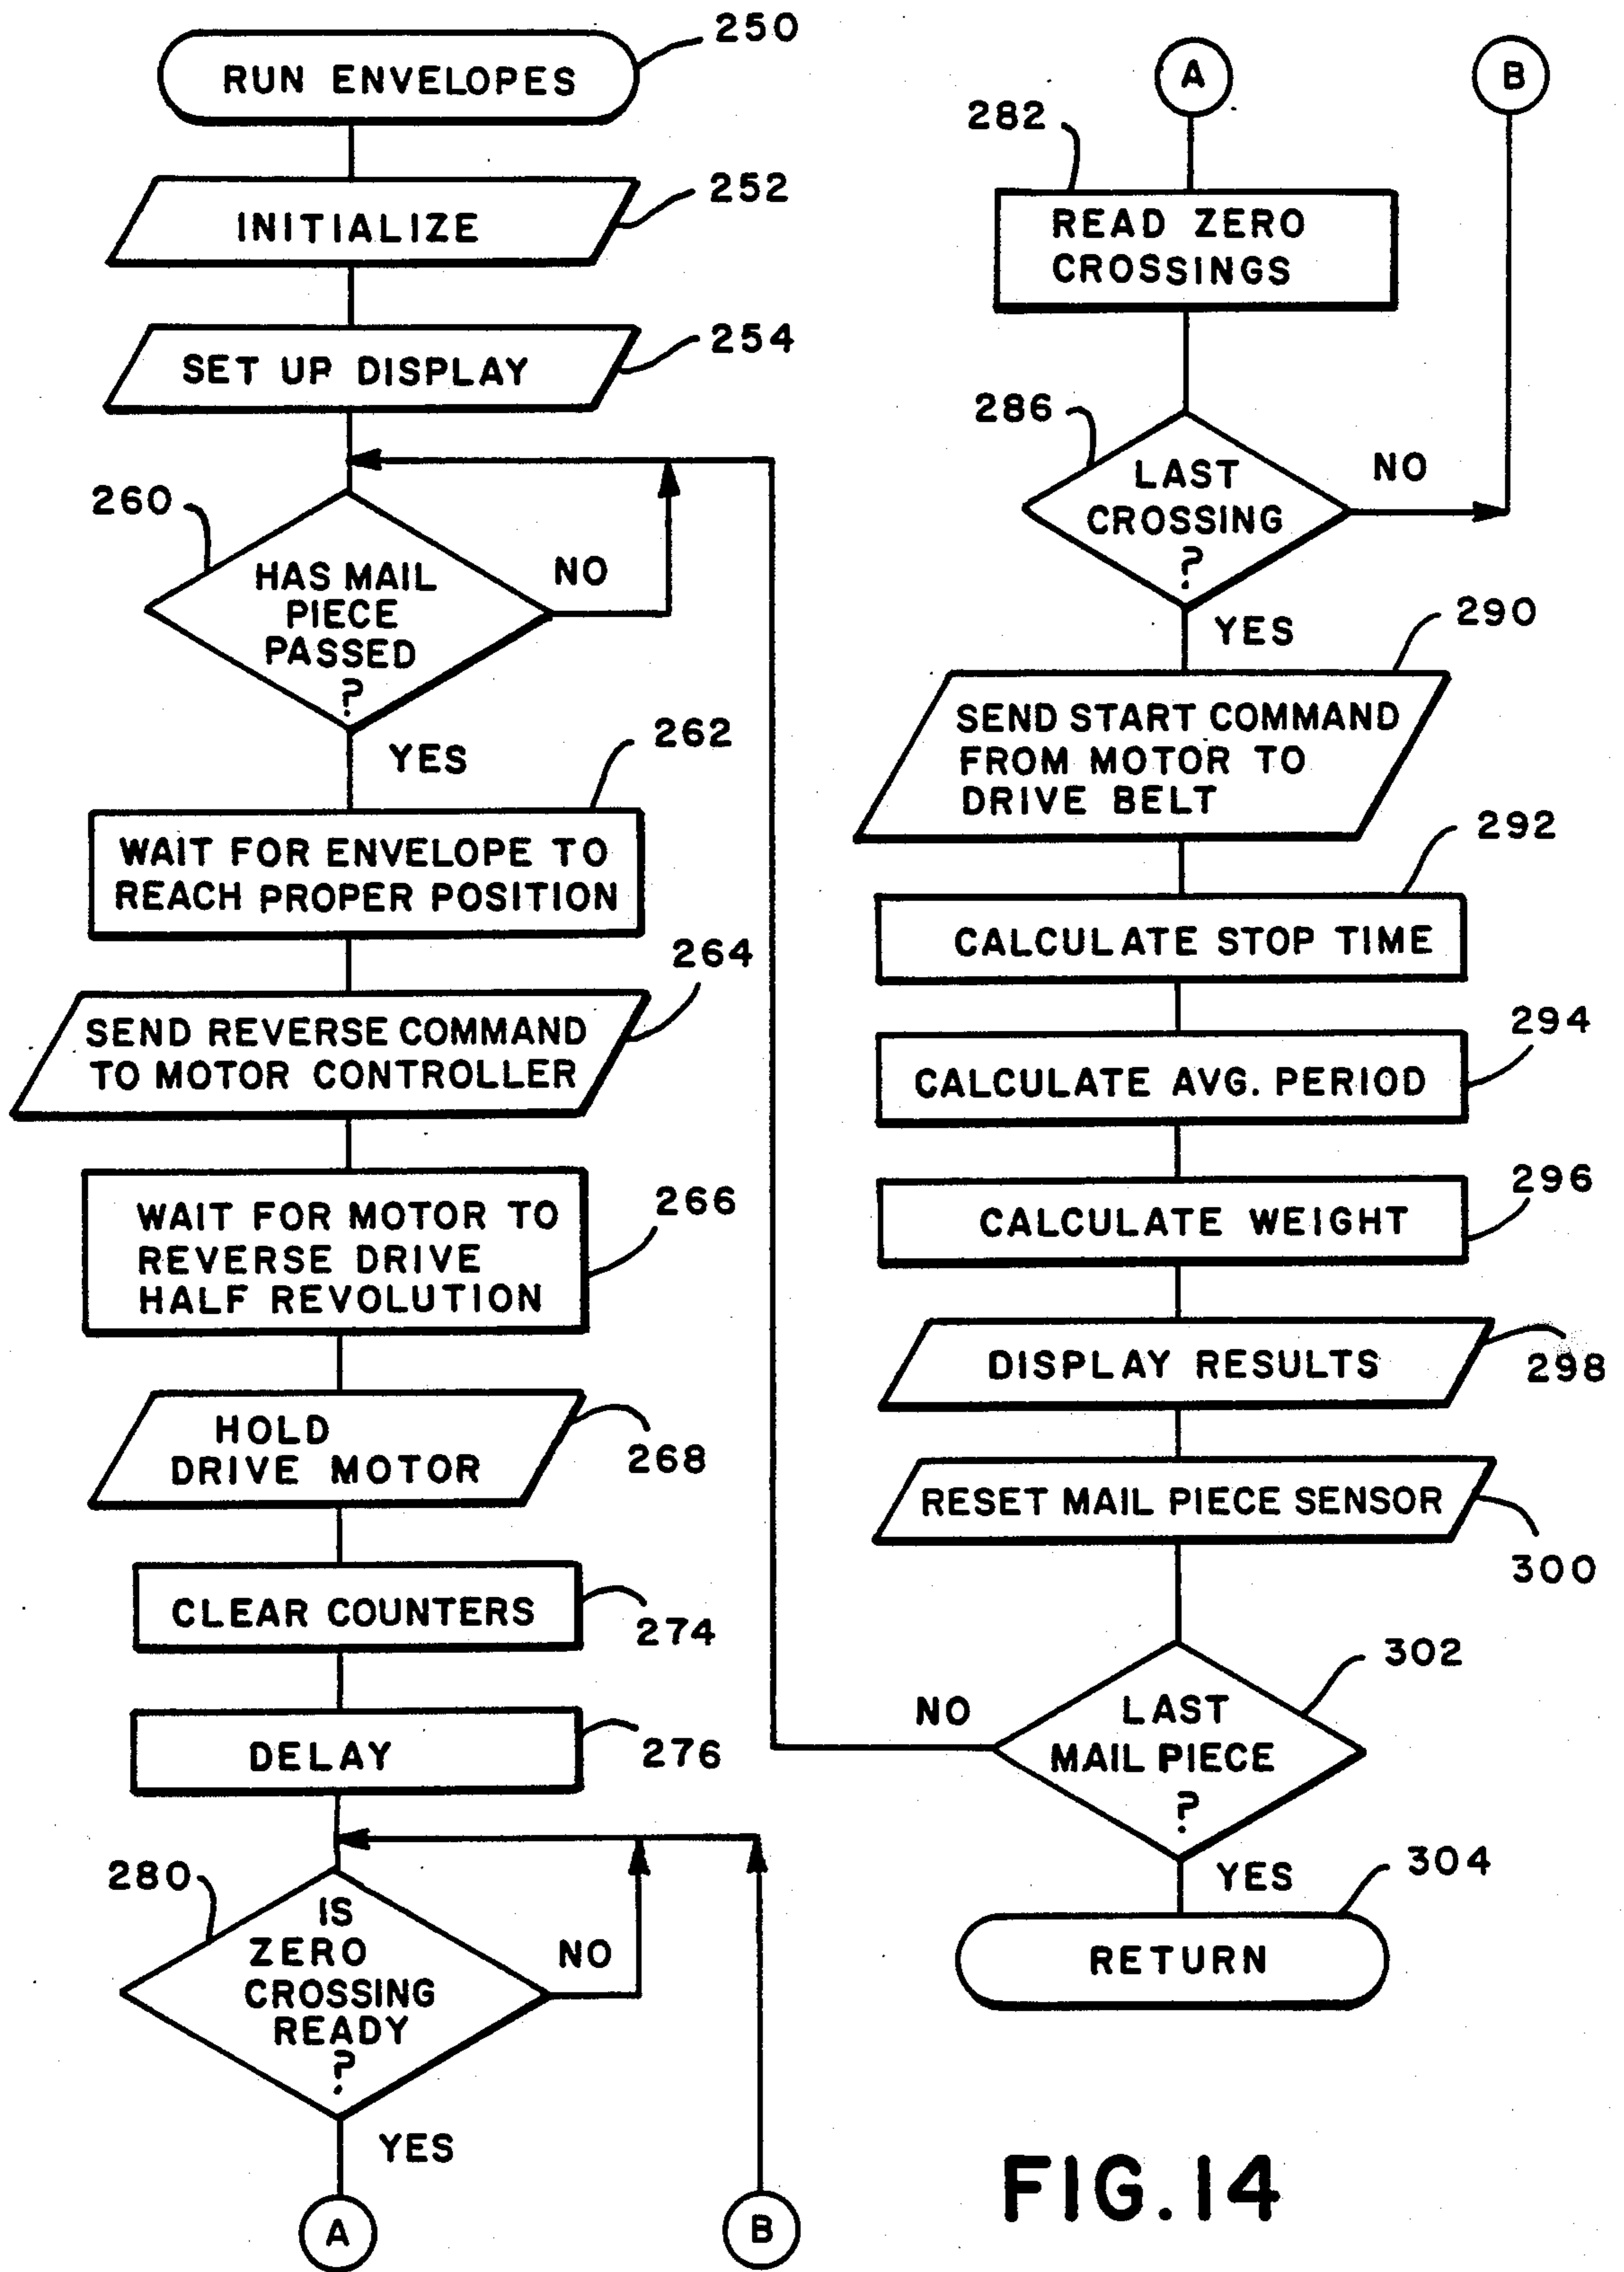 250
RUN ENVELOPES
252
INITIALIZE
254
SET UP DISPLAY
260
HAS MAIL
PIECE
PASSED
?
NO
YES
262
WAIT FOR ENVELOPE TO
REACH PROPER POSITION
264
SEND REVERSE COMMAND
TO MOTOR CONTROLLER
266
WAIT FOR MOTOR TO
REVERSE DRIVE
HALF REVOLUTION
HOLD
DRIVE MOTOR
268
CLEAR COUNTERS
274
DELAY
276
280
IS
ZERO
CROSSING
READY
?
NO
YES
A
B
A
B
282
READ ZERO
CROSSINGS
286
LAST
CROSSING
?
NO
YES
290
SEND START COMMAND
FROM MOTOR TO
DRIVE BELT
292
CALCULATE STOP TIME
294
CALCULATE AVG. PERIOD
296
CALCULATE WEIGHT
DISPLAY RESULTS
298
RESET MAIL PIECE SENSOR
300
302
LAST
MAIL PIECE
?
NO
YES
304
RETURN
FIG. 14